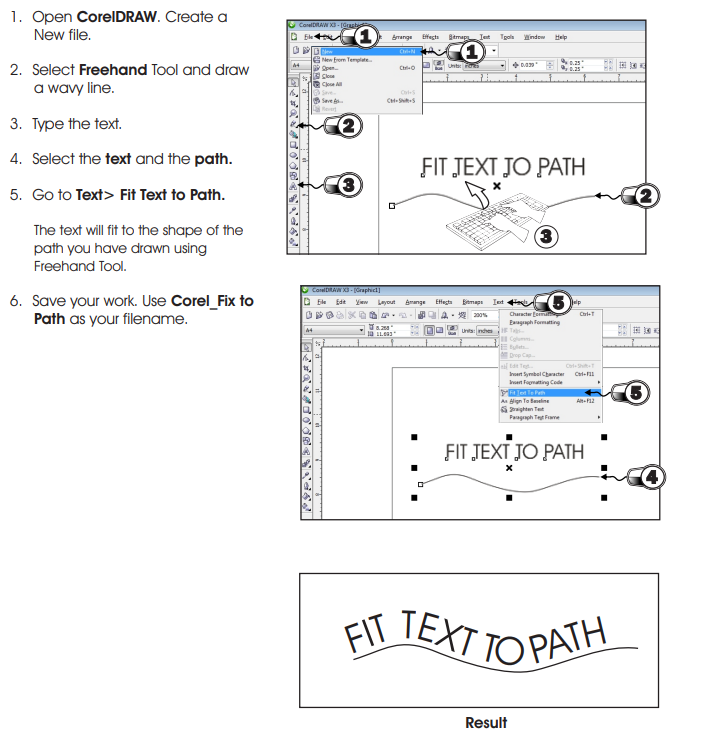 1. Open CorelDRAW. Create a
New file.
2. Select Freehand Tool and draw
a wavy line.
3. Type the text.
4. Select the text and the path.
5. Go to Text> Fit Text to Path.
The text will fit to the shape of the
path you have drawn using
Freehand Tool.
6. Save your work. Use Corel_Fix to
Path as your filename.
CorelDRAW X3 - [Graphic1]
File Arrange Effects Bitmaps Text Tools Window Help
1
New Ctrl+N
1
New From Template...
Open... Ctrl+O
Close
Close All
Save... Ctrl+S
Save As... Ctrl+Shift+S
Revert
A4
Units: inches
0.039 "
0.25 "
0.25 "
2
3
FIT TEXT TO PATH
2
3
CorelDRAW X3 - [Graphic1]
File Edit View Layout Arrange Effects Bitmaps Text Tools Help
5
200%
A4
8.268 "
11.693 "
Units: inches
Character Formatting Ctrl+T
Paragraph Formatting
Tabs...
Columns...
Bullets...
Drop Cap...
Edit Text... Ctrl+Shift+T
Insert Symbol Character Ctrl+F11
Insert Formatting Code
Fit Text To Path
Align To Baseline Alt+F12
Straighten Text
Paragraph Text Frame
5
FIT TEXT TO PATH
4
FIT TEXT TO PATH
Result